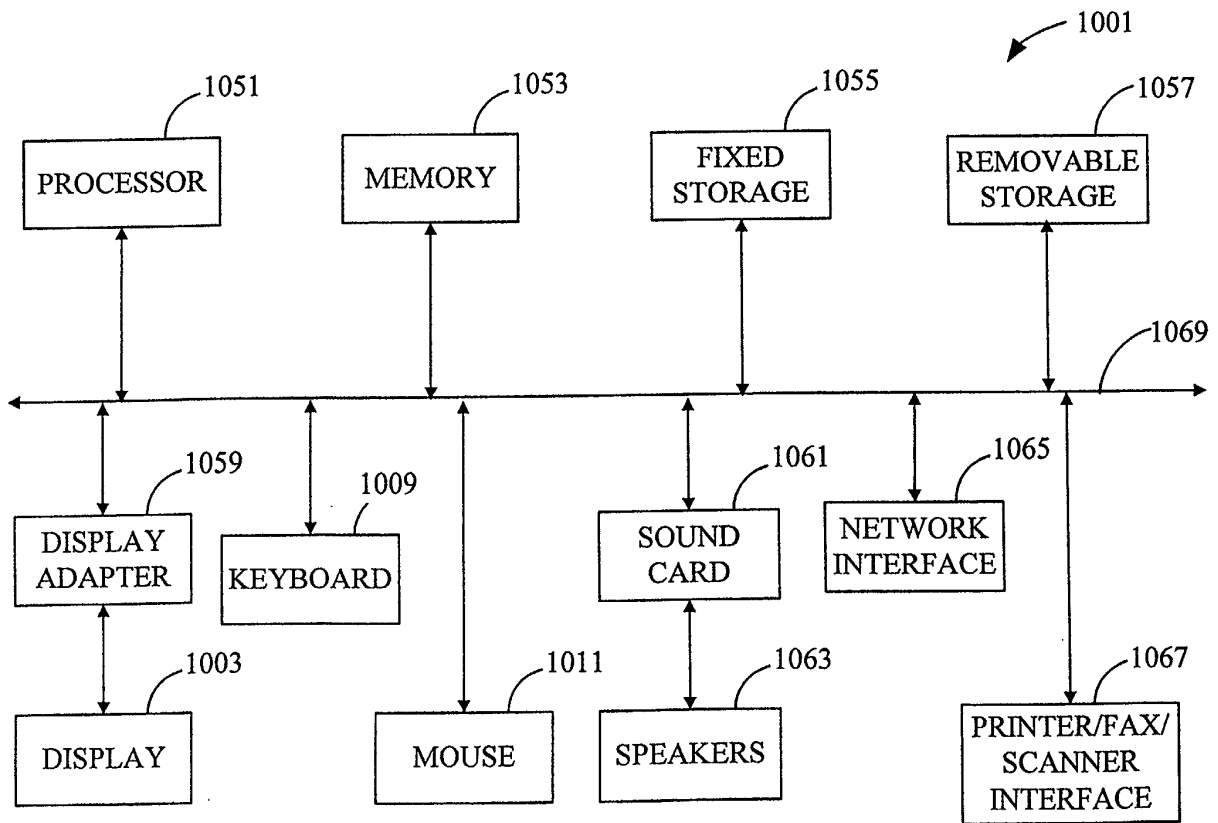 1001
1051
1053
1055
1057
PROCESSOR
MEMORY
FIXED
STORAGE
REMOVABLE
STORAGE
1069
1059
1009
1061
1065
DISPLAY
ADAPTER
KEYBOARD
SOUND
CARD
NETWORK
INTERFACE
1003
1011
1063
1067
DISPLAY
MOUSE
SPEAKERS
PRINTER/FAX/
SCANNER
INTERFACE